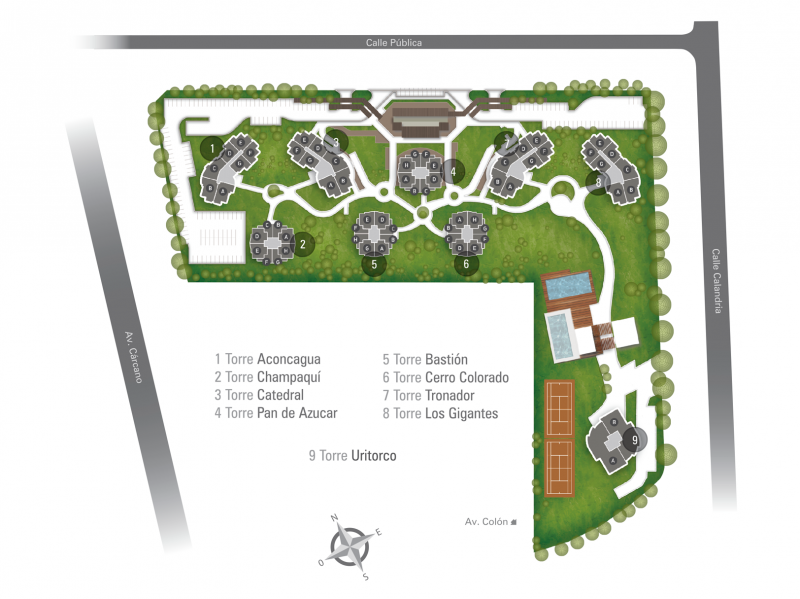 Calle Pública
1
2
3
4
5
6
7
8
9
Av. Càrcano
Calle Calandria
1 Torre Aconcagua
2 Torre Champaquí
3 Torre Catedral
4 Torre Pan de Azucar
5 Torre Bastión
6 Torre Cerro Colorado
7 Torre Tronador
8 Torre Los Gigantes
9 Torre Uritorco
B
A
Av. Colón
N
E
O
S